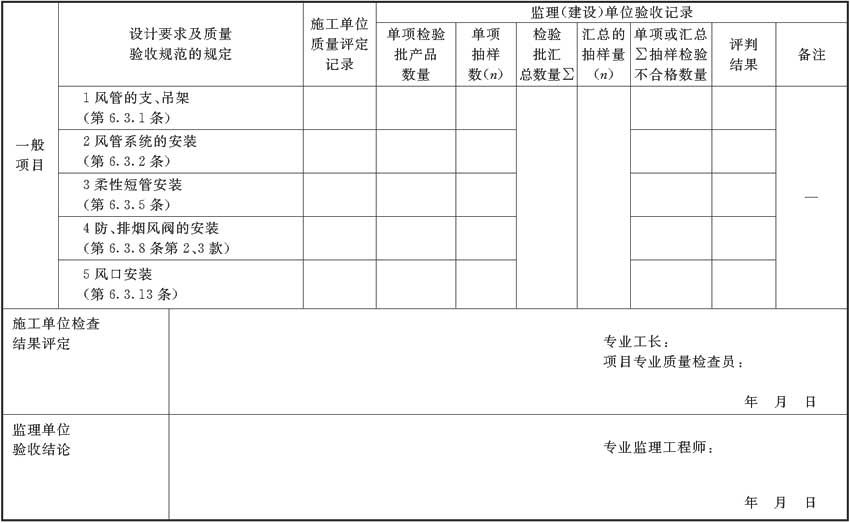 设计要求及质量
验收规范的规定
施工单位
质量评定
记录
监理(建设)单位验收记录
单项检验
批产品
数量
单项
抽样
数(n)
检验
批汇
总数量∑
汇总的
抽样量
(n)
单项或汇总
∑抽样检验
不合格数量
评判
结果
备注
一般
项目
1 风管的支、吊架
(第 6.3.1 条)
2 风管系统的安装
(第 6.3.2 条)
3 柔性短管安装
(第 6.3.5 条)
4 防、排烟风阀的安装
(第 6.3.8 条第 2、3 款)
5 风口安装
(第 6.3.13 条)
—
施工单位检查
结果评定
专业工长:
项目专业质量检查员:
年 月 日
监理单位
验收结论
专业监理工程师:
年 月 日